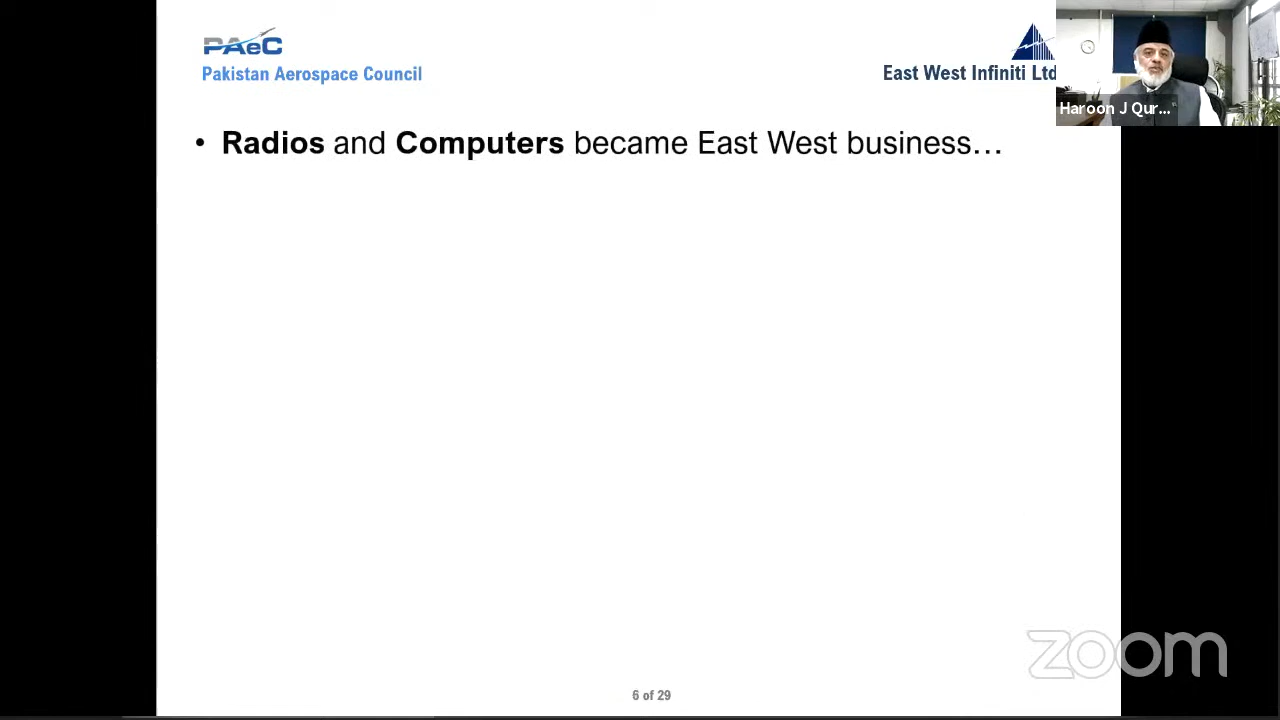 PAeC
Pakistan Aerospace Council
East West Infiniti Ltd
Haroon J Qur...
• Radios and Computers became East West business…
zoom
6 of 29